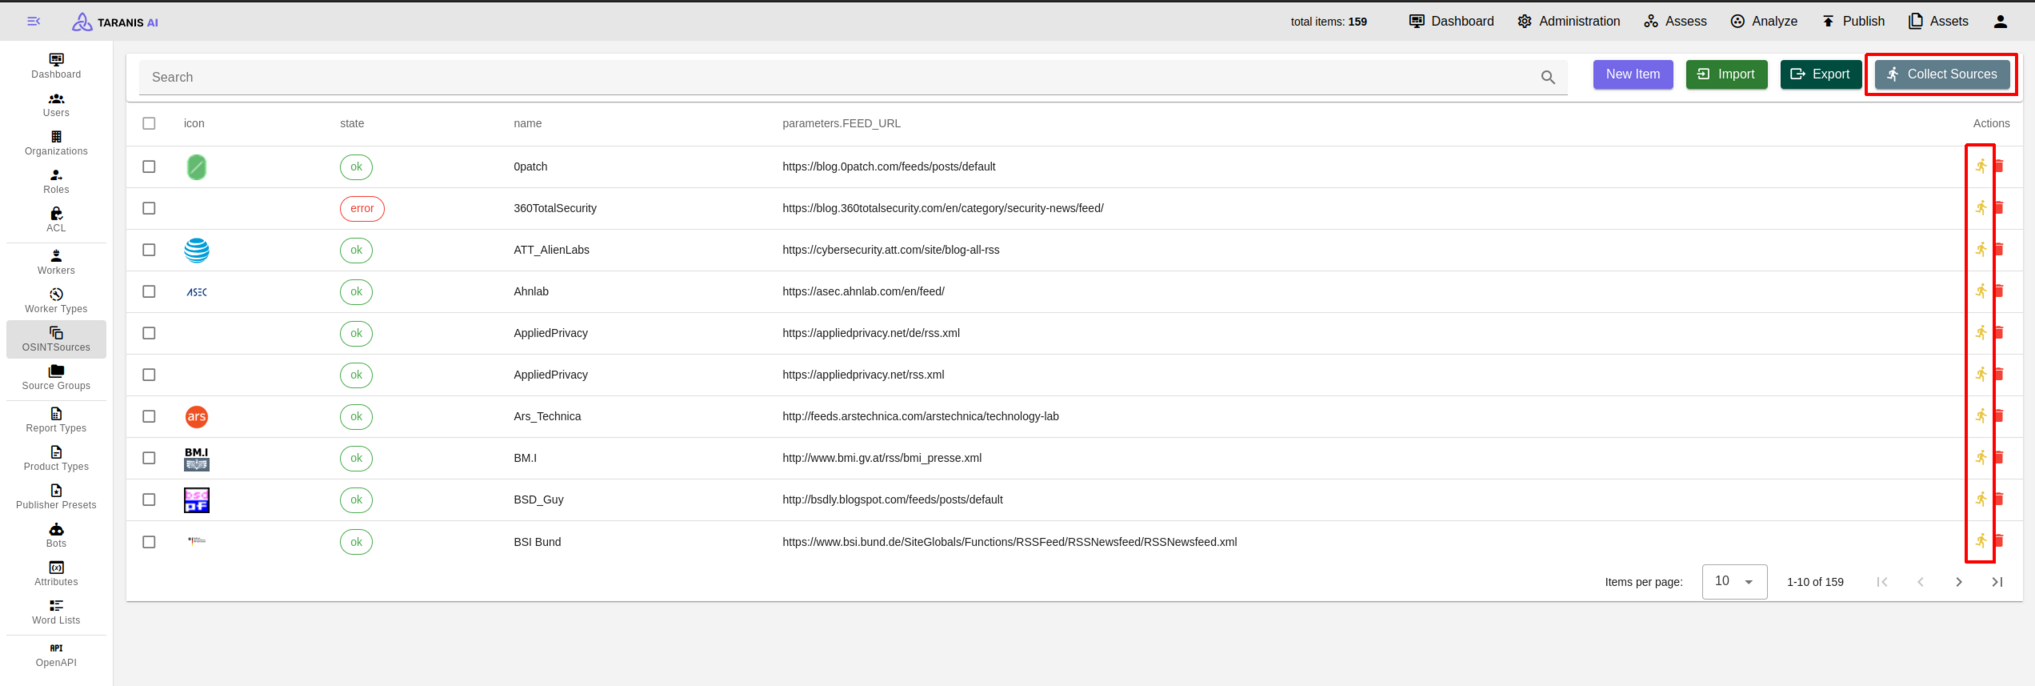 TARANIS AI
total items: 159
Dashboard
Administration
Assess
Analyze
Publish
Assets
Dashboard
Users
Organizations
Roles
ACL
Workers
Worker Types
OSINTSources
Source Groups
Report Types
Product Types
Publisher Presets
Bots
Attributes
Word Lists
API
OpenAPI
Search
New Item
Import
Export
Collect Sources
icon state name parameters.FEED_URL Actions
ok 0patch https://blog.0patch.com/feeds/posts/default
error 360TotalSecurity https://blog.360totalsecurity.com/en/category/security-news/feed/
ok ATT_AlienLabs https://cybersecurity.att.com/site/blog-all-rss
ASEC ok Ahnlab https://asec.ahnlab.com/en/feed/
ok AppliedPrivacy https://appliedprivacy.net/de/rss.xml
ok AppliedPrivacy https://appliedprivacy.net/rss.xml
ars ok Ars_Technica http://feeds.arstechnica.com/arstechnica/technology-lab
BM.I ok BM.I http://www.bmi.gv.at/rss/bmi_presse.xml
ok BSD_Guy http://bsdly.blogspot.com/feeds/posts/default
ok BSI Bund https://www.bsi.bund.de/SiteGlobals/Functions/RSSFeed/RSSNewsfeed/RSSNewsfeed.xml
Items per page: 10 1-10 of 159